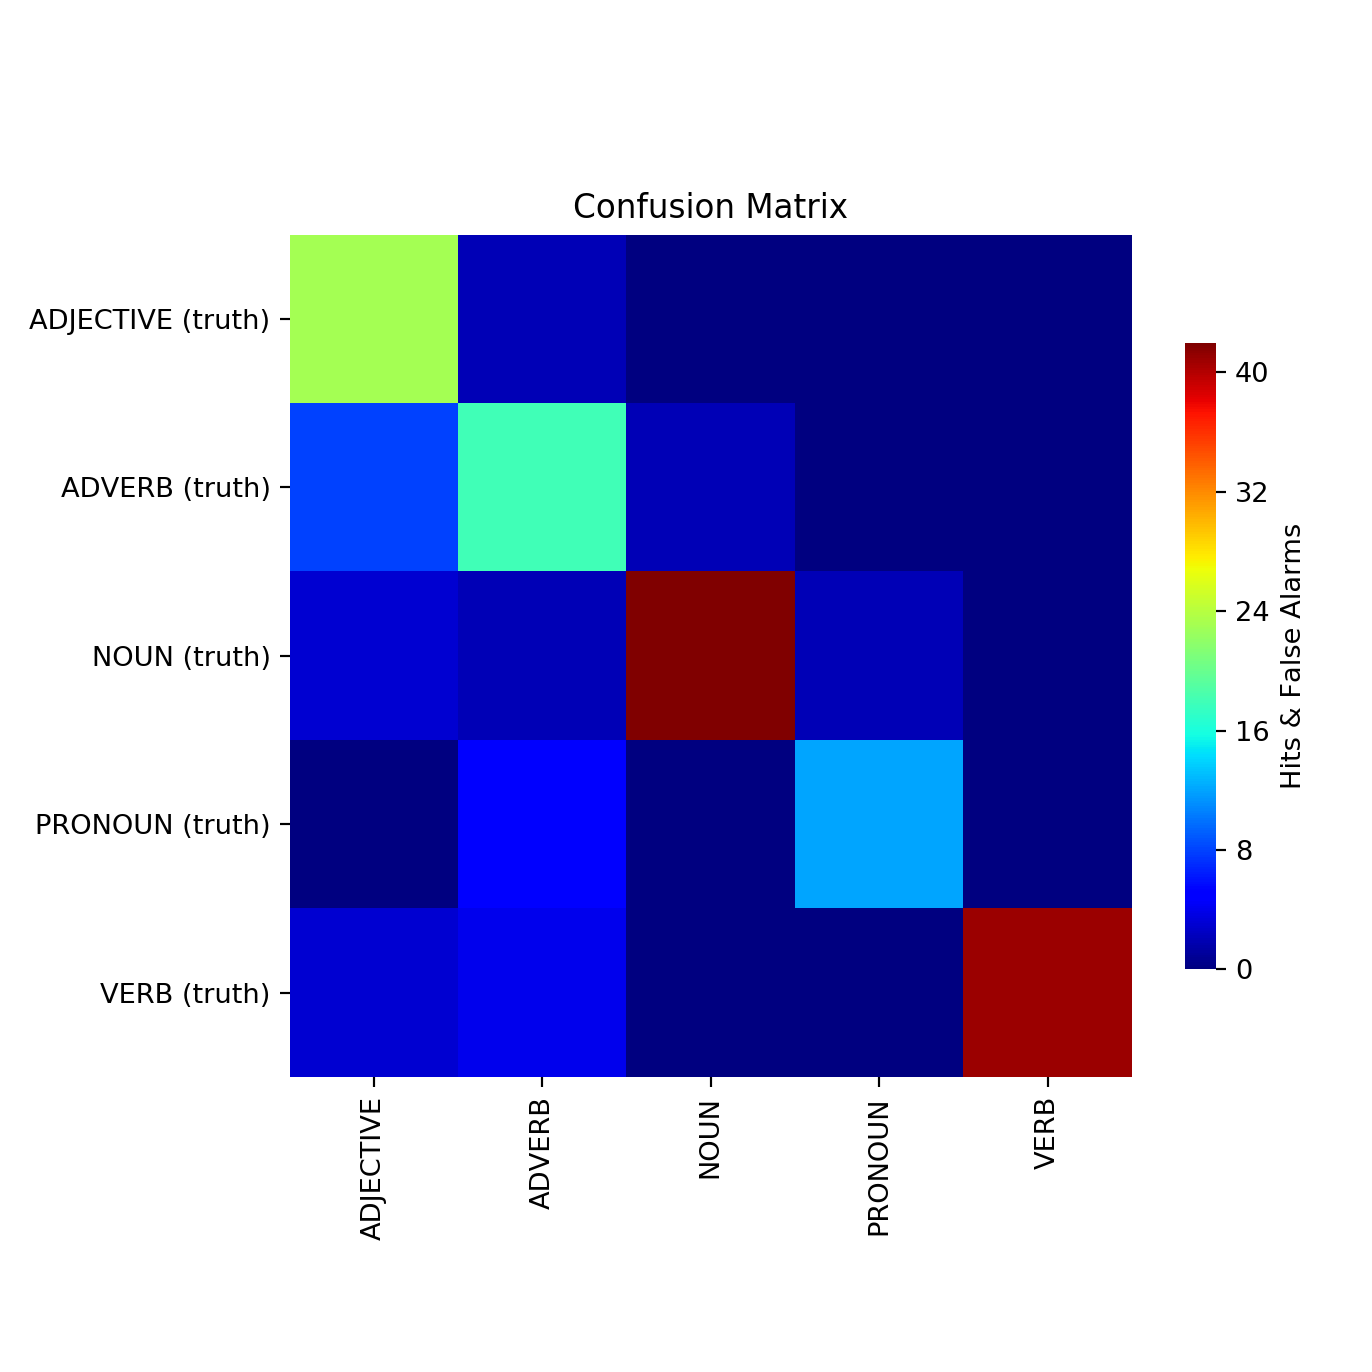 Confusion Matrix
ADJECTIVE (truth)
ADVERB (truth)
NOUN (truth)
PRONOUN (truth)
VERB (truth)
ADJECTIVE
ADVERB
NOUN
PRONOUN
VERB
40
32
24
16
8
0
Hits & False Alarms